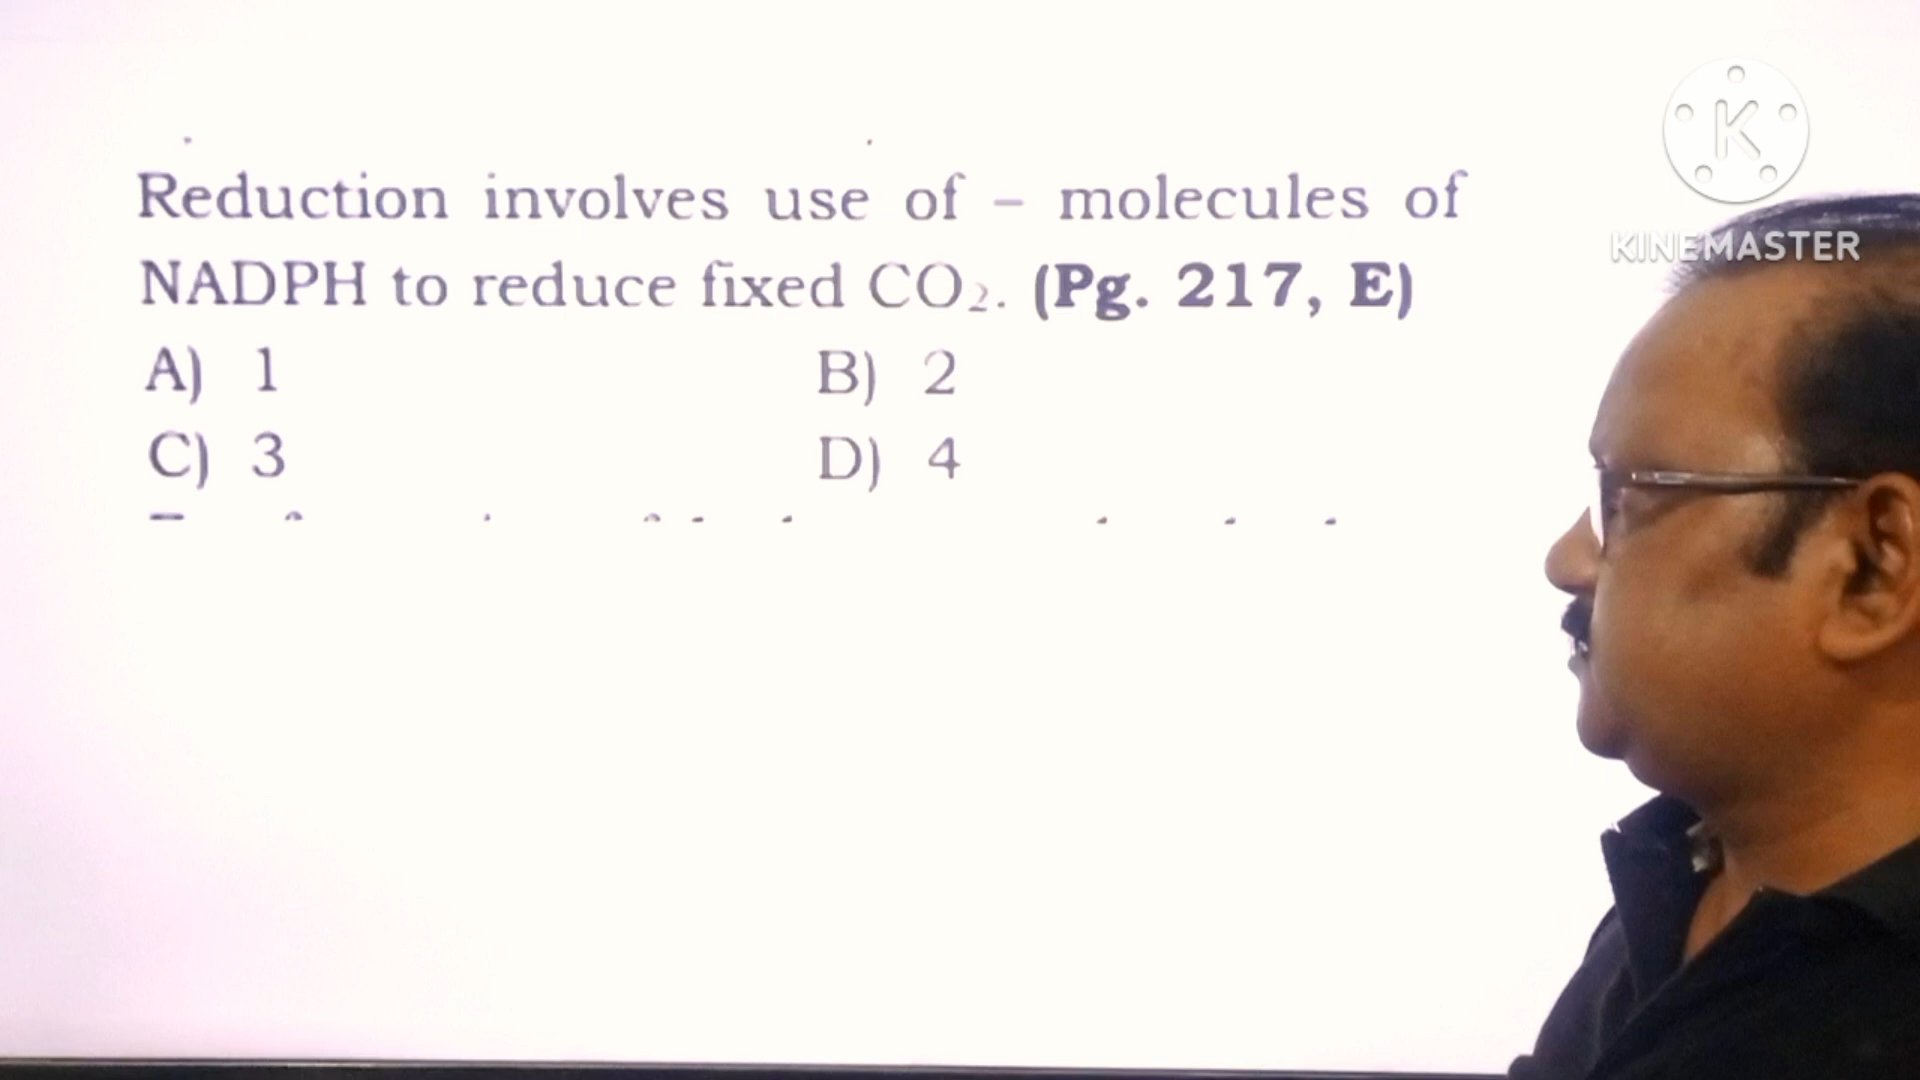 K
KINEMASTER
Reduction involves use of – molecules of
NADPH to reduce fixed CO₂. (Pg. 217, E)
A) 1 B) 2
C) 3 D) 4